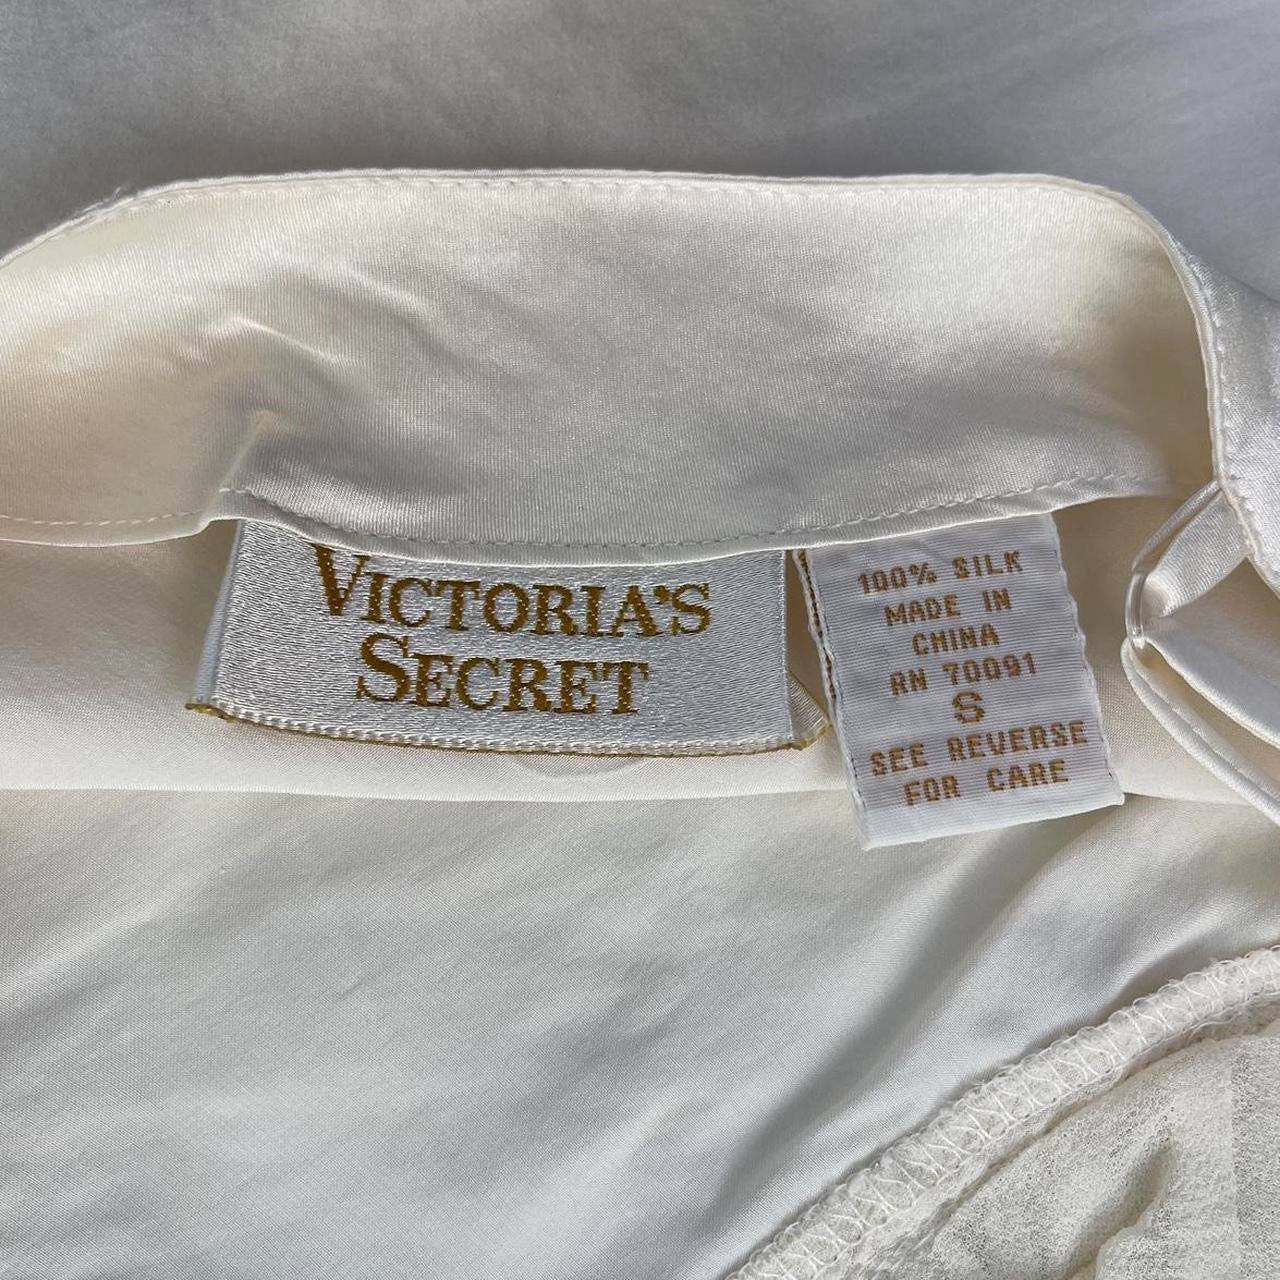 VICTORIA'S
SECRET
100% SILK
MADE IN
CHINA
RN 70091
S
SEE REVERSE
FOR CARE